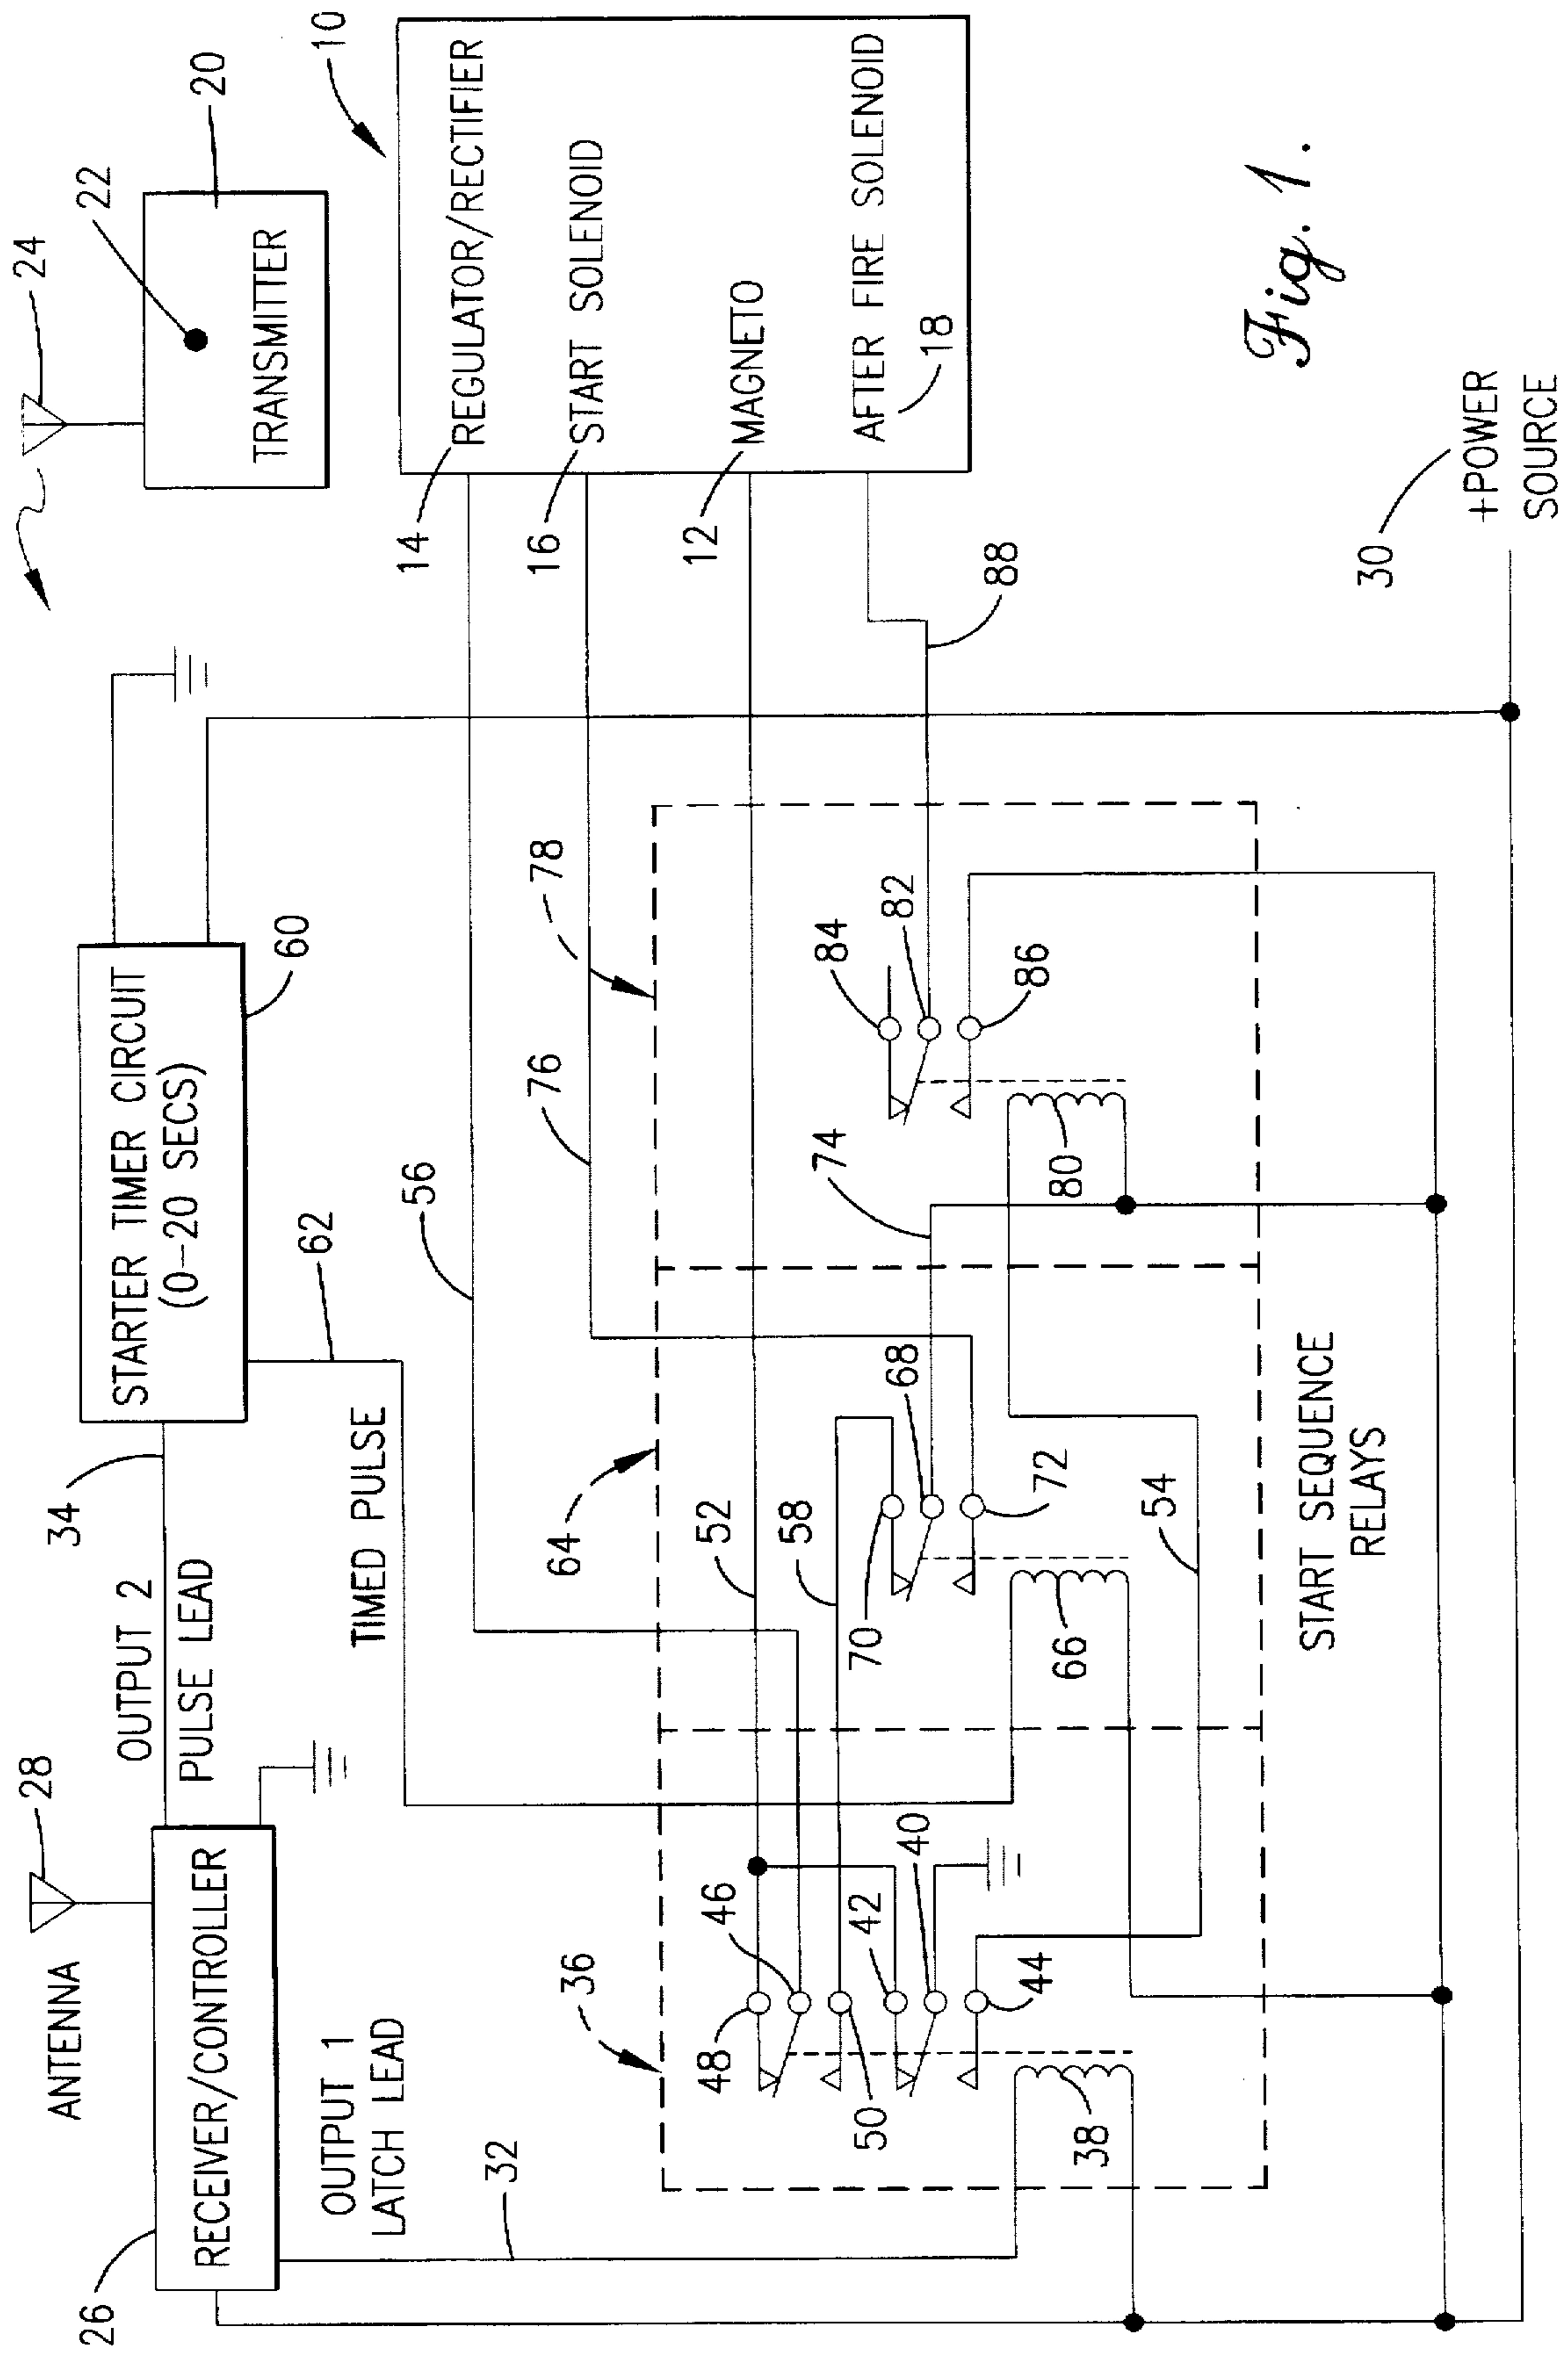 ANTENNA
28
26
RECEIVER/CONTROLLER
OUTPUT 2
PULSE LEAD
34
STARTER TIMER CIRCUIT
(0-20 SECS)
60
24
22
20
TRANSMITTER
OUTPUT 1
LATCH LEAD
32
TIMED PULSE
62
56
76
78
10
14
REGULATOR/RECTIFIER
16
START SOLENOID
12
MAGNETO
AFTER FIRE SOLENOID
18
88
36
48
46
50
42
40
44
38
52
58
64
70
68
72
66
54
74
84
82
86
80
START SEQUENCE
RELAYS
30
+POWER
SOURCE
Fig. 1.